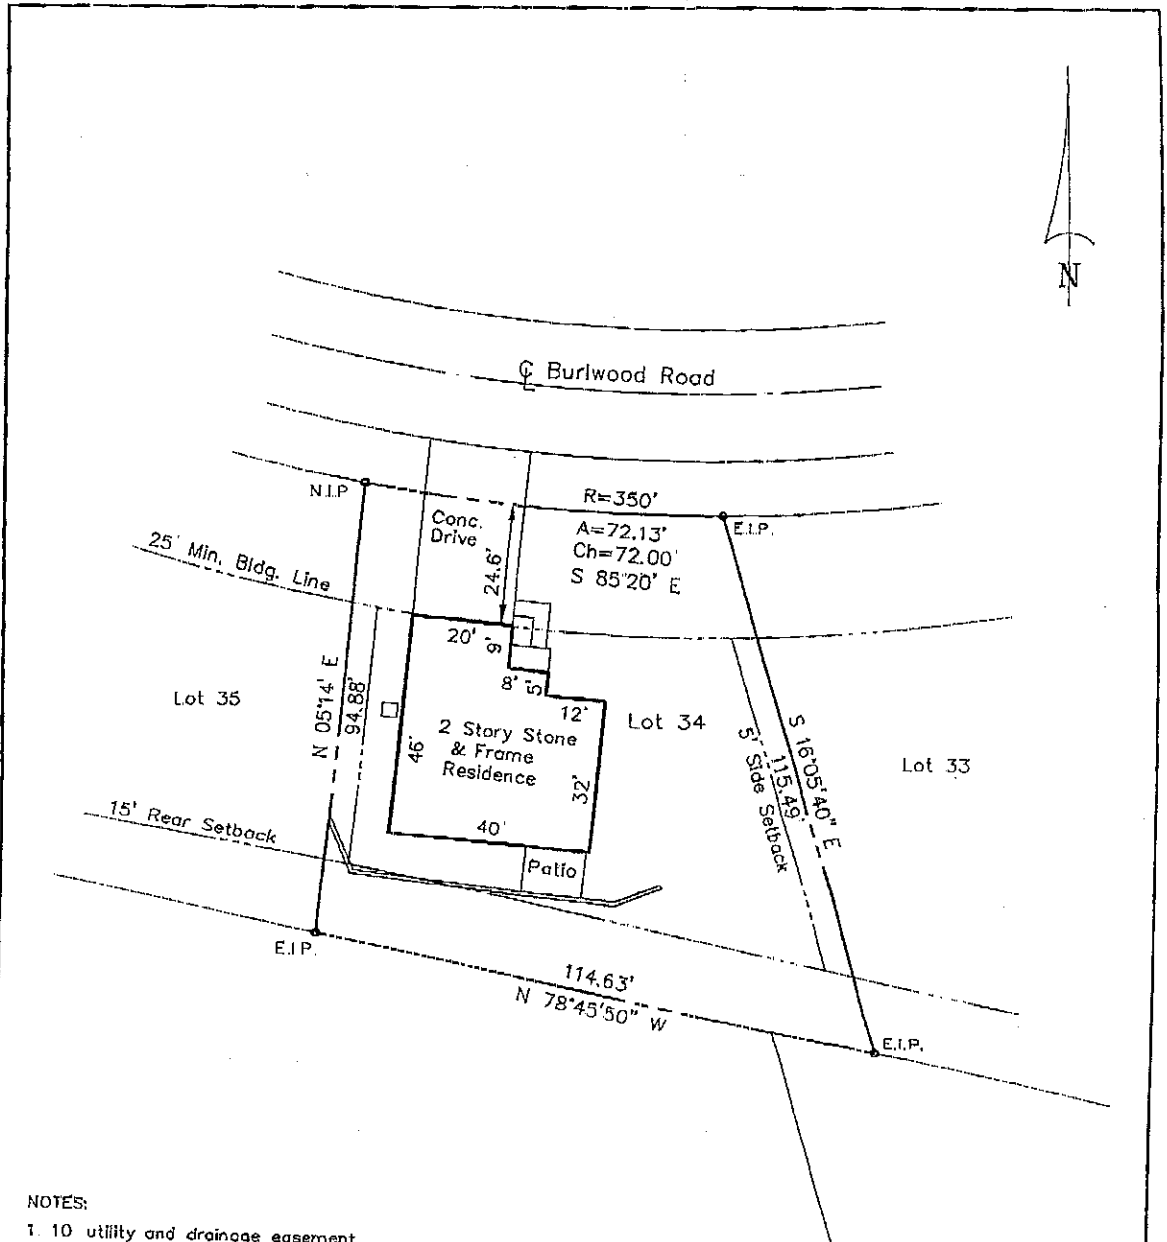 N
℄ Burlwood Road
N.I.P
R=350'
E.I.P.
Conc.
Drive
A=72.13'
Ch=72.00'
S 85°20' E
24.6'
25' Min. Bldg. Line
20'
9'
8'
5'
12'
Lot 35
N 05°14' E
94.88'
46'
2 Story Stone
& Frame
Residence
32'
Lot 34
5' Side Setback
S 16°05'40" E
115.49'
Lot 33
15' Rear Setback
40'
Patio
E.I P.
114.63'
N 78°45'50" W
E.I.P.
NOTES:
1. 10 utility and drainage easement